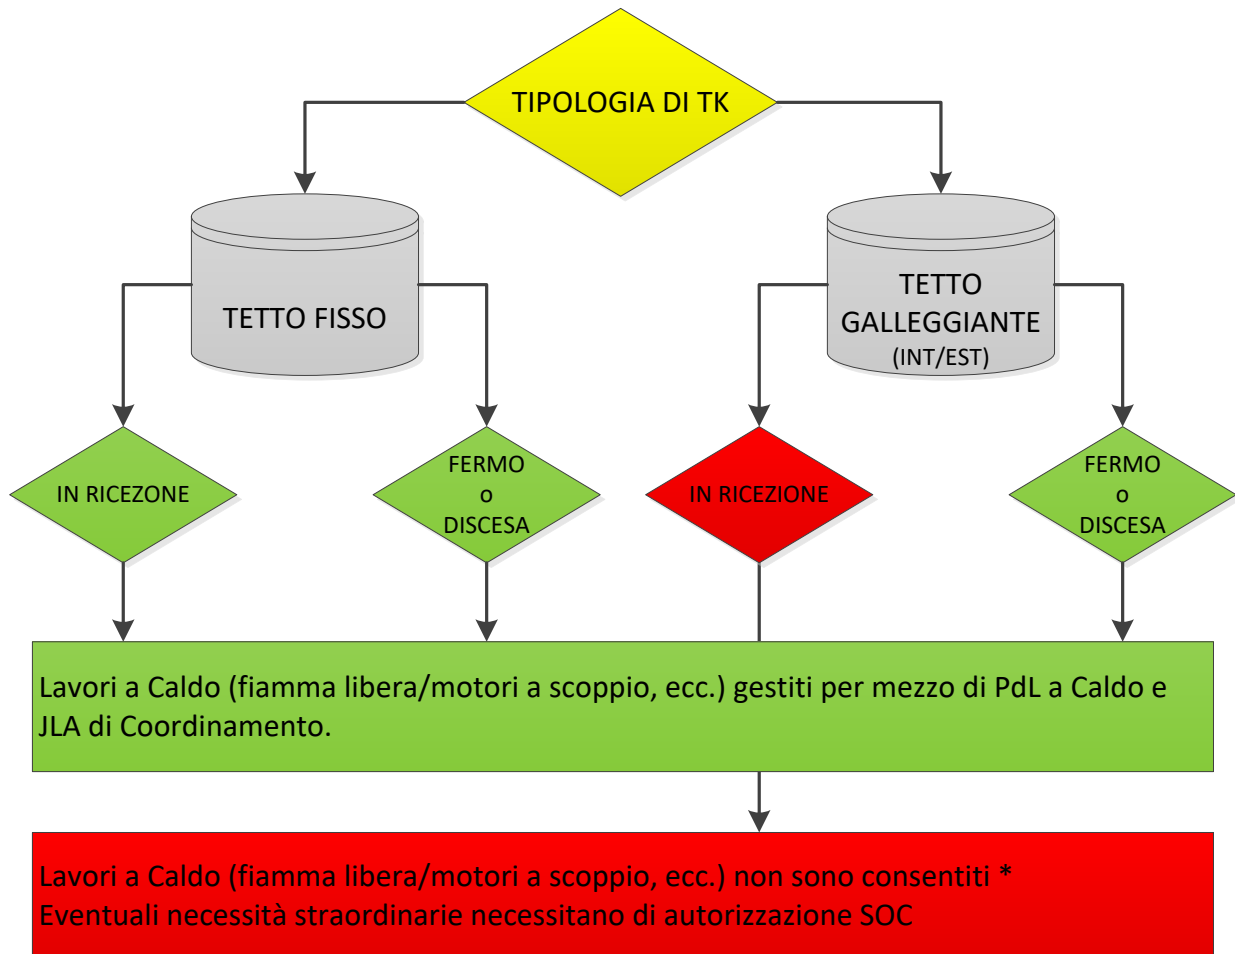 TIPOLOGIA DI TK
TETTO FISSO
TETTO
GALLEGGIANTE
(INT/EST)
IN RICEZONE
FERMO
o
DISCESA
IN RICEZIONE
FERMO
o
DISCESA
Lavori a Caldo (fiamma libera/motori a scoppio, ecc.) gestiti per mezzo di PdL a Caldo e
JLA di Coordinamento.
Lavori a Caldo (fiamma libera/motori a scoppio, ecc.) non sono consentiti *
Eventuali necessità straordinarie necessitano di autorizzazione SOC